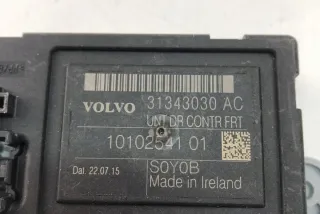 VOLVO 31343030 AC
UNT DR CONTR FRT
10102541 01
S0Y0B
Dat. 22.07.15 Made in Ireland